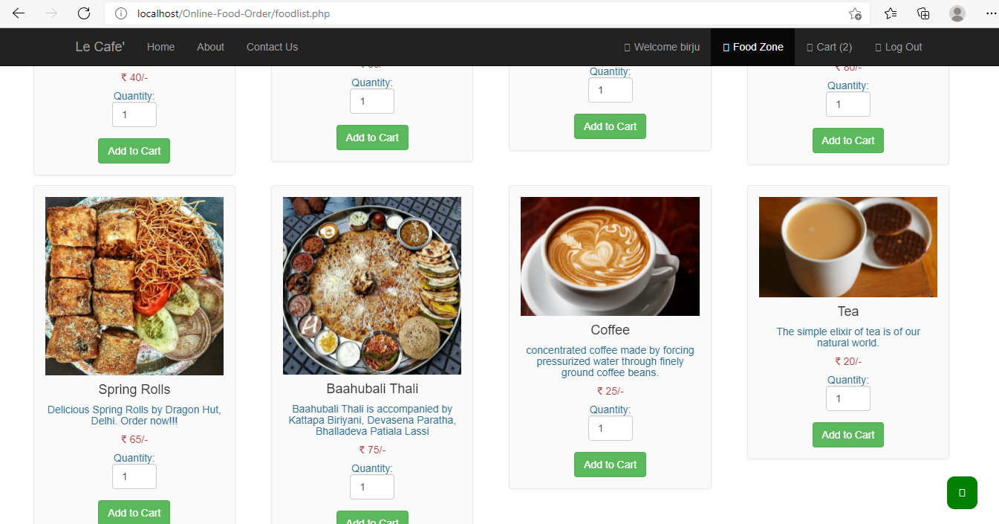 localhost/Online-Food-Order/foodlist.php
Le Cafe' Home About Contact Us Welcome birju Food Zone Cart (2) Log Out
₹ 40/-
Quantity:
1
Add to Cart
Quantity:
1
Add to Cart
Quantity:
1
Add to Cart
₹ 80/-
Quantity:
1
Add to Cart
Spring Rolls
Delicious Spring Rolls by Dragon Hut,
Delhi. Order now!!!
₹ 65/-
Quantity:
1
Add to Cart
Baahubali Thali
Baahubali Thali is accompanied by
Kattapa Biriyani, Devasena Paratha,
Bhalladeva Patiala Lassi
₹ 75/-
Quantity:
1
Add to Cart
Coffee
concentrated coffee made by forcing
pressurized water through finely
ground coffee beans.
₹ 25/-
Quantity:
1
Add to Cart
Tea
The simple elixir of tea is of our
natural world.
₹ 20/-
Quantity:
1
Add to Cart